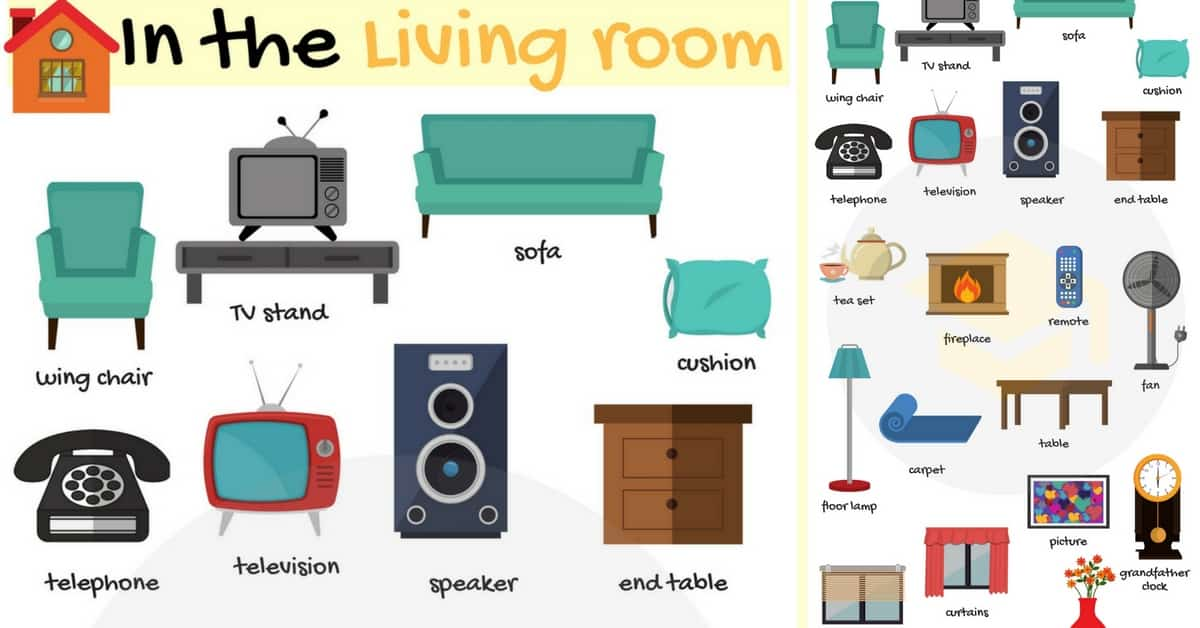 In the Living room
sofa
TV stand
cushion
wing chair
telephone
television
speaker
end table
TV stand
sofa
cushion
wing chair
telephone
television
speaker
end table
tea set
fireplace
remote
fan
floor lamp
carpet
table
picture
grandfather
clock
curtains